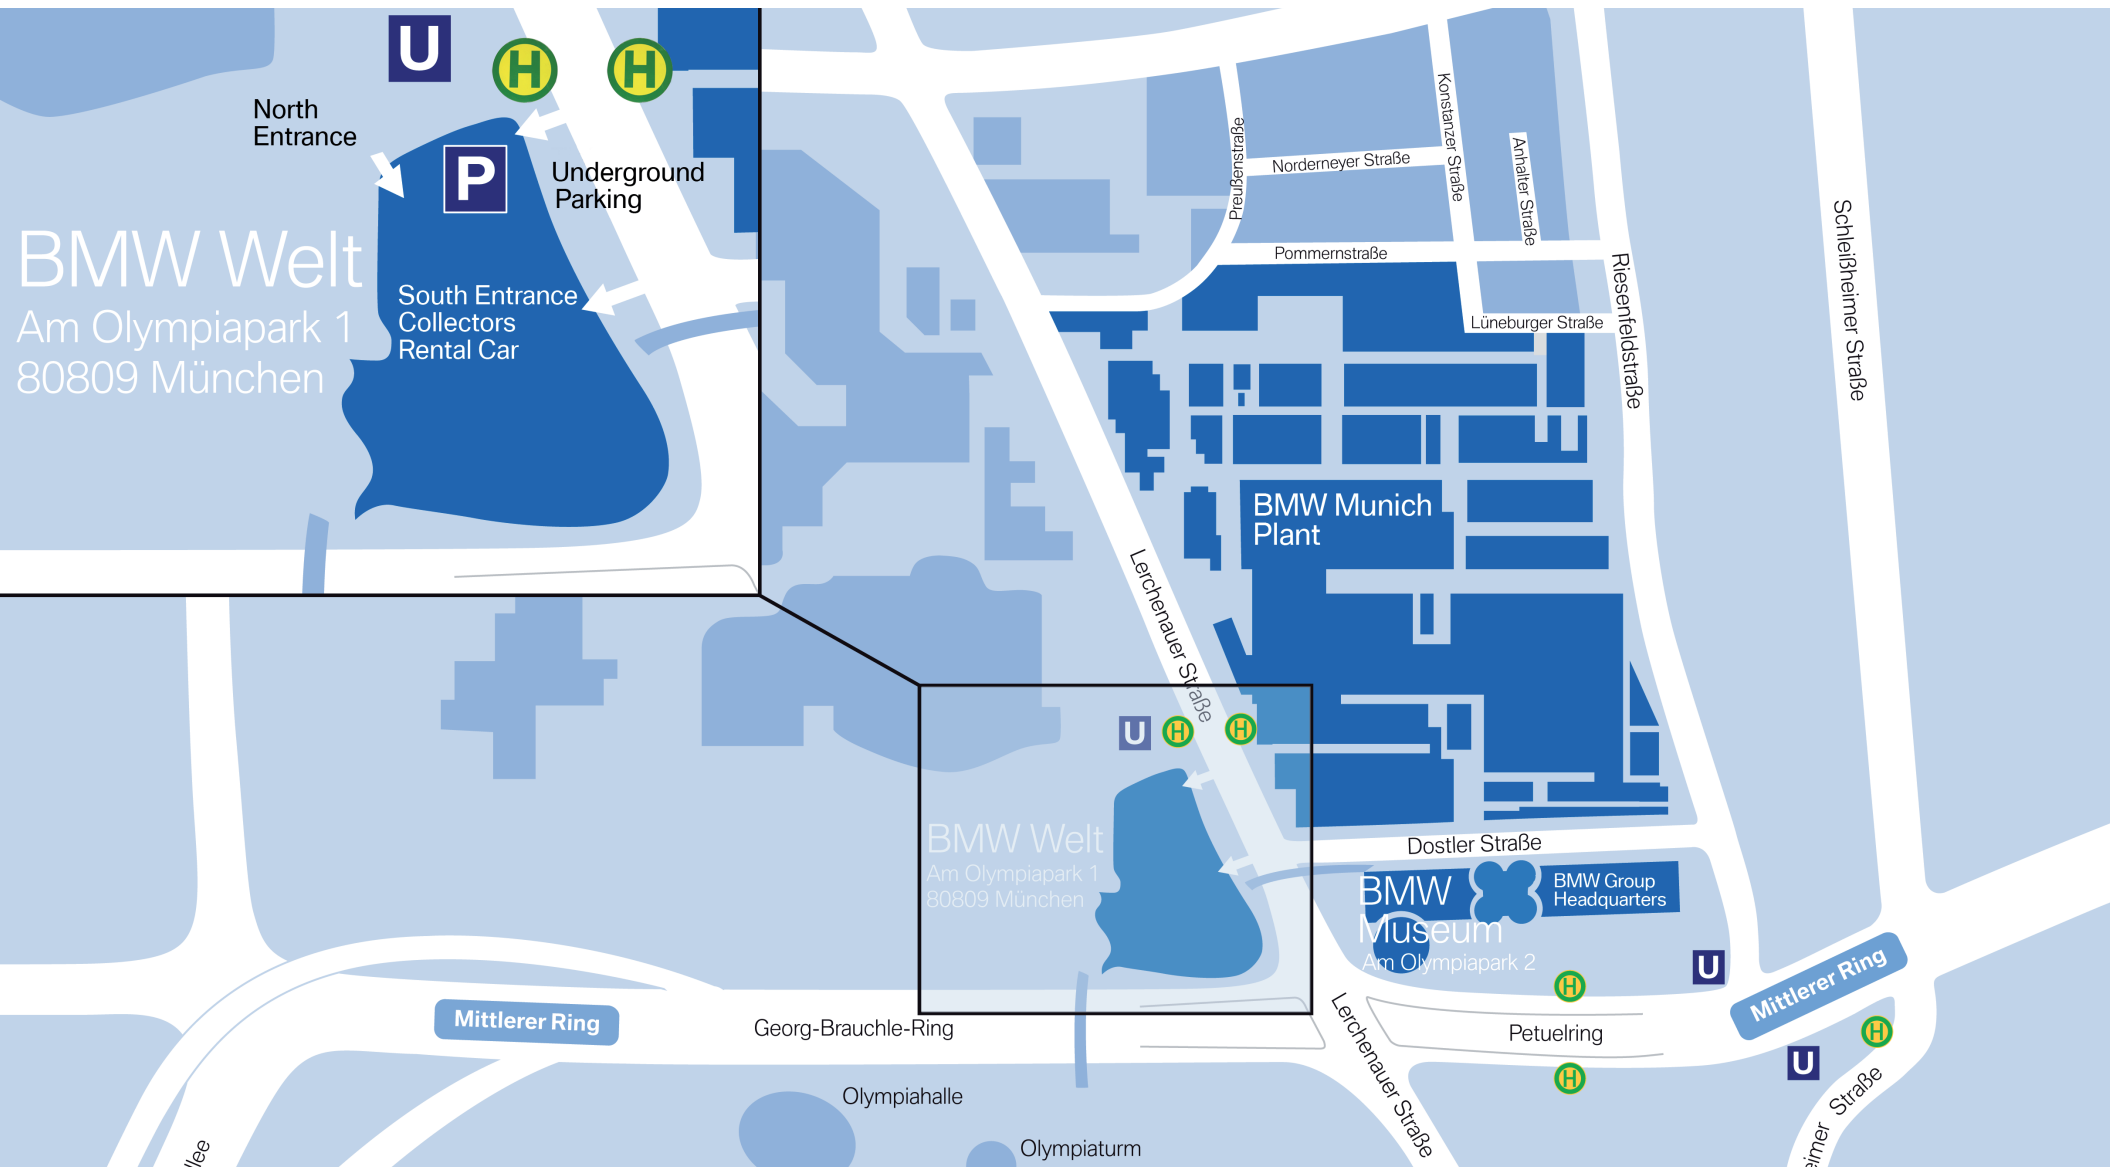 U
H
H
North
Entrance
P
Underground
Parking
BMW Welt
Am Olympiapark 1
80809 München
South Entrance
Collectors
Rental Car
Preußenstraße
Konstanzer Straße
Norderneyer Straße
Anhalter Straße
Pommernstraße
Lüneburger Straße
Riesenfeldstraße
Schleißheimer Straße
BMW Munich
Plant
Lerchenauer Straße
U
H
H
BMW Welt
Am Olympiapark 1
80809 München
Dostler Straße
BMW
Museum
Am Olympiapark 2
BMW Group
Headquarters
U
H
Mittlerer Ring
Mittlerer Ring
Georg-Brauchle-Ring
Lerchenauer Straße
Petuelring
H
H
U
Straße
eimer
Olympiahalle
Olympiaturm
llee